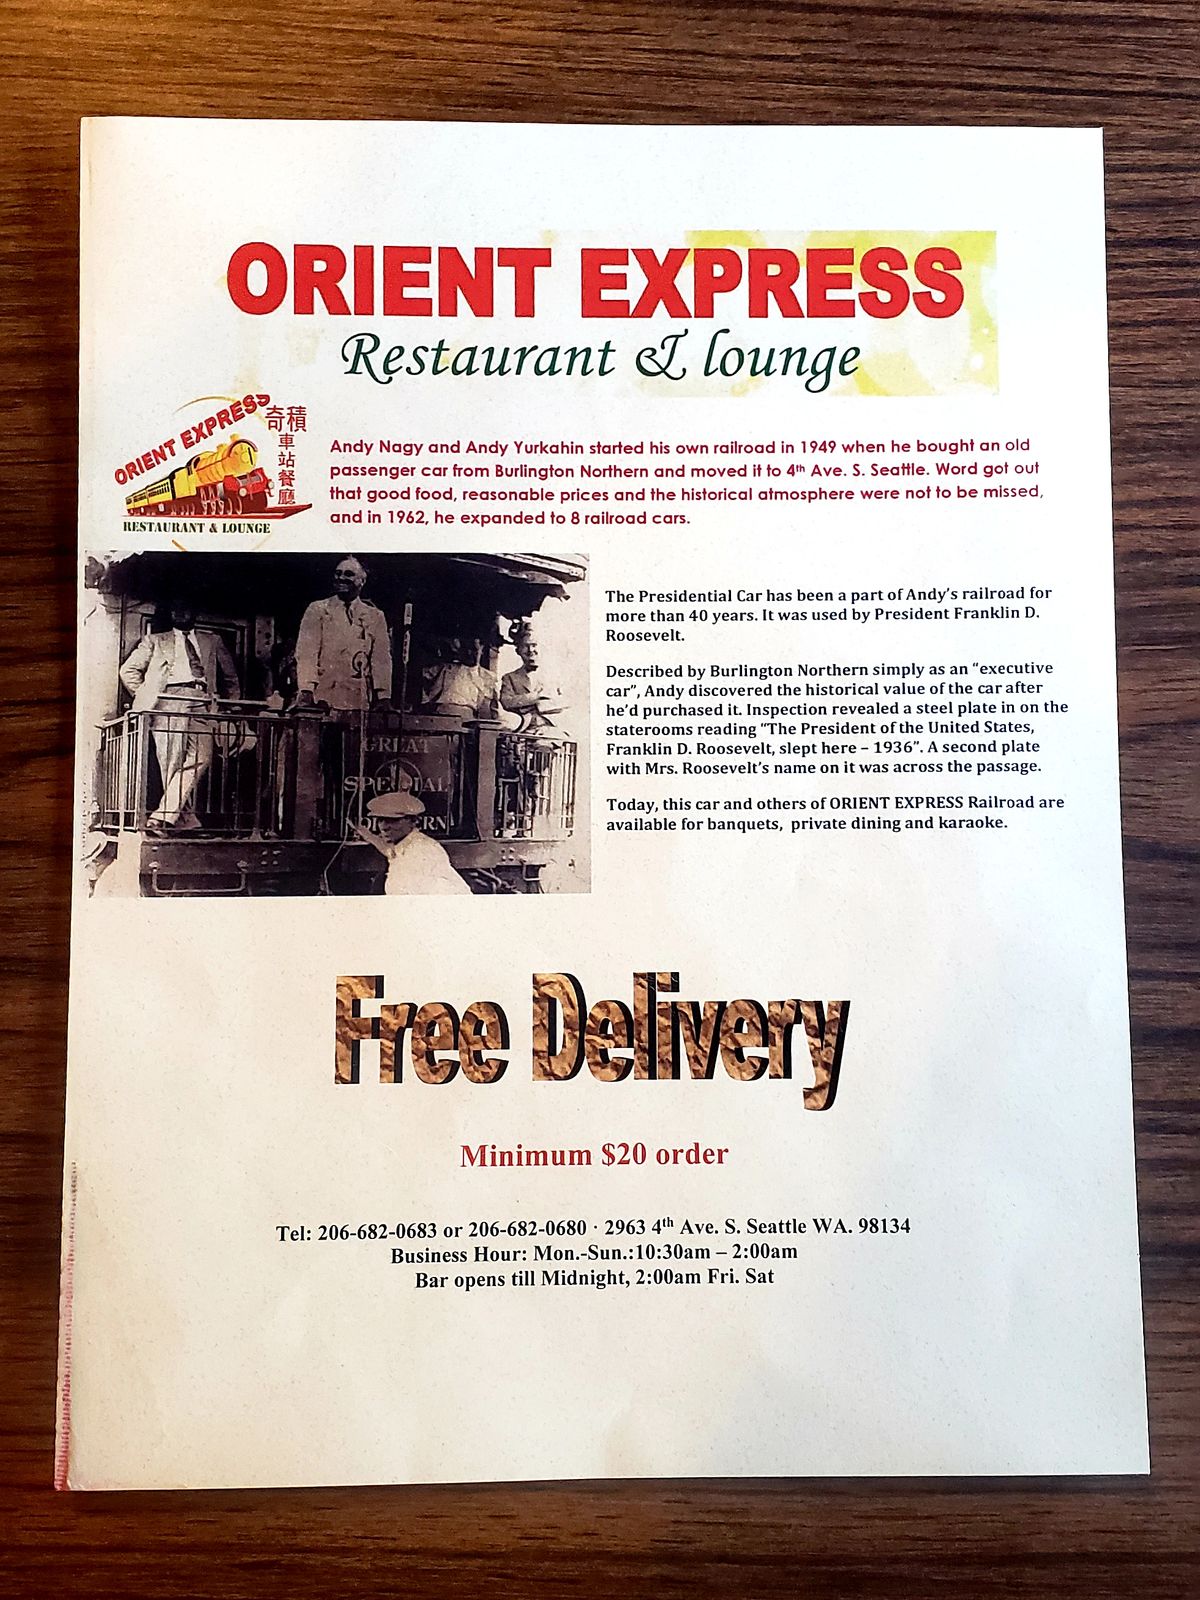 ORIENT EXPRESS
Restaurant & lounge
ORIENT EXPRESS
奇積
車
站
餐
廳
RESTAURANT & LOUNGE
Andy Nagy and Andy Yurkahin started his own railroad in 1949 when he bought an old
passenger car from Burlington Northern and moved it to 4th Ave. S. Seattle. Word got out
that good food, reasonable prices and the historical atmosphere were not to be missed,
and in 1962, he expanded to 8 railroad cars.
GREAT
SPECIAL
NORTHERN
The Presidential Car has been a part of Andy's railroad for
more than 40 years. It was used by President Franklin D.
Roosevelt.
Described by Burlington Northern simply as an "executive
car", Andy discovered the historical value of the car after
he'd purchased it. Inspection revealed a steel plate in on the
staterooms reading "The President of the United States,
Franklin D. Roosevelt, slept here – 1936". A second plate
with Mrs. Roosevelt's name on it was across the passage.
Today, this car and others of ORIENT EXPRESS Railroad are
available for banquets, private dining and karaoke.
Free Delivery
Minimum $20 order
Tel: 206-682-0683 or 206-682-0680 · 2963 4th Ave. S. Seattle WA. 98134
Business Hour: Mon.-Sun.:10:30am – 2:00am
Bar opens till Midnight, 2:00am Fri. Sat